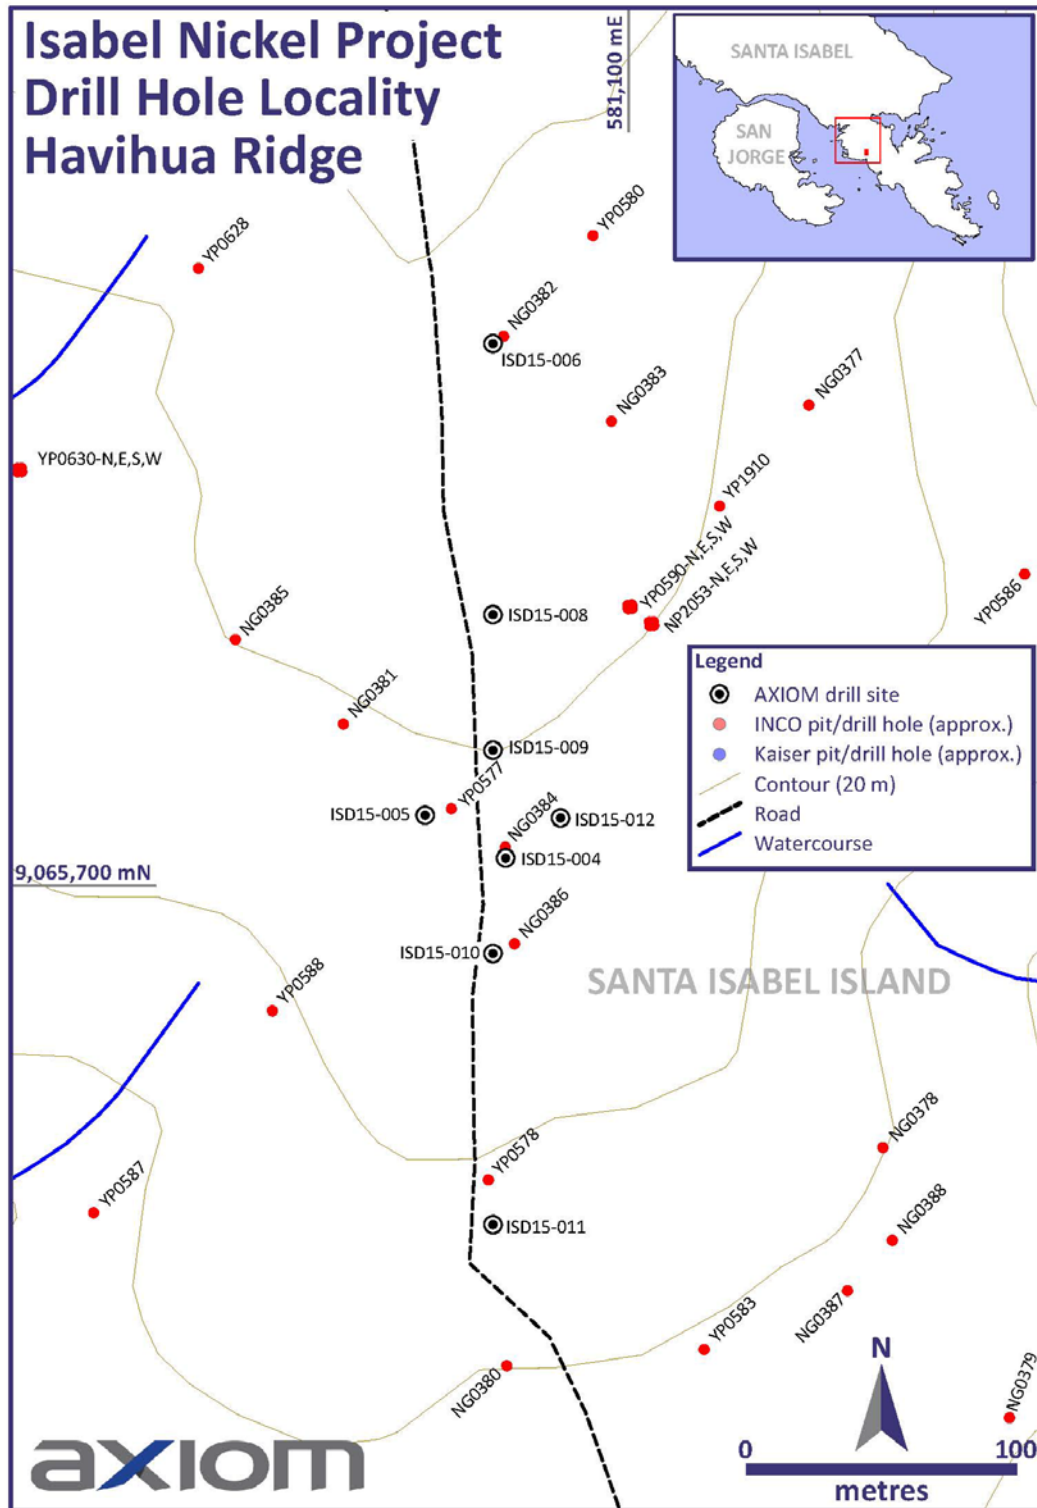 Isabel Nickel Project
Drill Hole Locality
Havihua Ridge
581,100 mE
SANTA ISABEL
SAN
JORGE
YP0628
YP0580
NG0382
ISD15-006
NG0383
NG0377
YP0630-N,E,S,W
YP1910
YP0590-N,E,S,W
NP2053-N,E,S,W
YP0586
ISD15-008
NG0385
NG0381
ISD15-009
YP0577
ISD15-005
NG0384
ISD15-012
ISD15-004
Legend
AXIOM drill site
INCO pit/drill hole (approx.)
Kaiser pit/drill hole (approx.)
Contour (20 m)
Road
Watercourse
9,065,700 mN
NG0386
ISD15-010
SANTA ISABEL ISLAND
YP0588
NG0378
YP0578
YP0587
NG0388
ISD15-011
NG0387
YP0583
NG0380
NG0379
N
axiom
0 100
metres